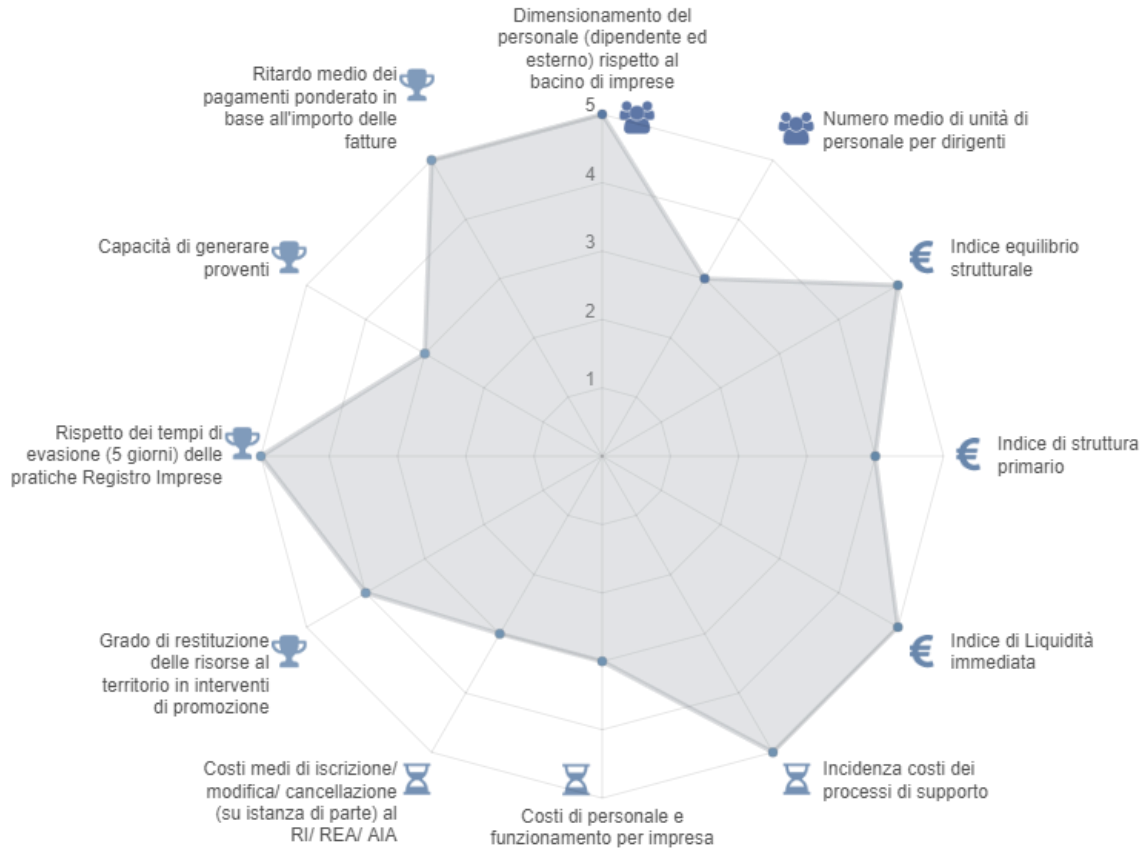 Dimensionamento del
personale (dipendente ed
esterno) rispetto al
bacino di imprese
Numero medio di unità di
personale per dirigenti
Indice equilibrio
strutturale
Indice di struttura
primario
Indice di Liquidità
immediata
Incidenza costi dei
processi di supporto
Costi di personale e
funzionamento per impresa
Costi medi di iscrizione/
modifica/ cancellazione
(su istanza di parte) al
RI/ REA/ AIA
Grado di restituzione
delle risorse al
territorio in interventi
di promozione
Rispetto dei tempi di
evasione (5 giorni) delle
pratiche Registro Imprese
Capacità di generare
proventi
Ritardo medio dei
pagamenti ponderato in
base all'importo delle
fatture
5
4
3
2
1